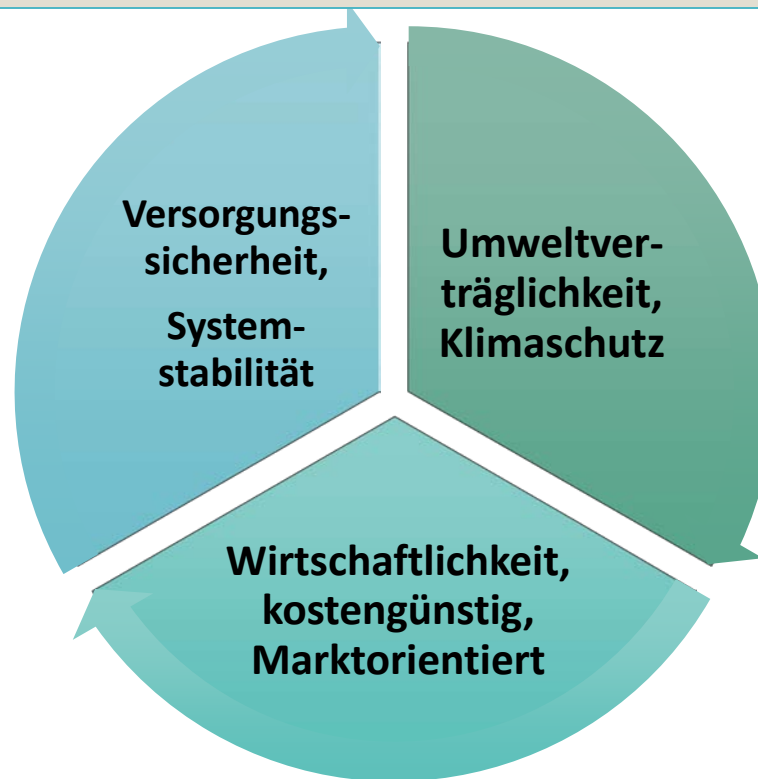 Versorgungs-
sicherheit,
System-
stabilität
Umweltver-
träglichkeit,
Klimaschutz
Wirtschaftlichkeit,
kostengünstig,
Marktorientiert